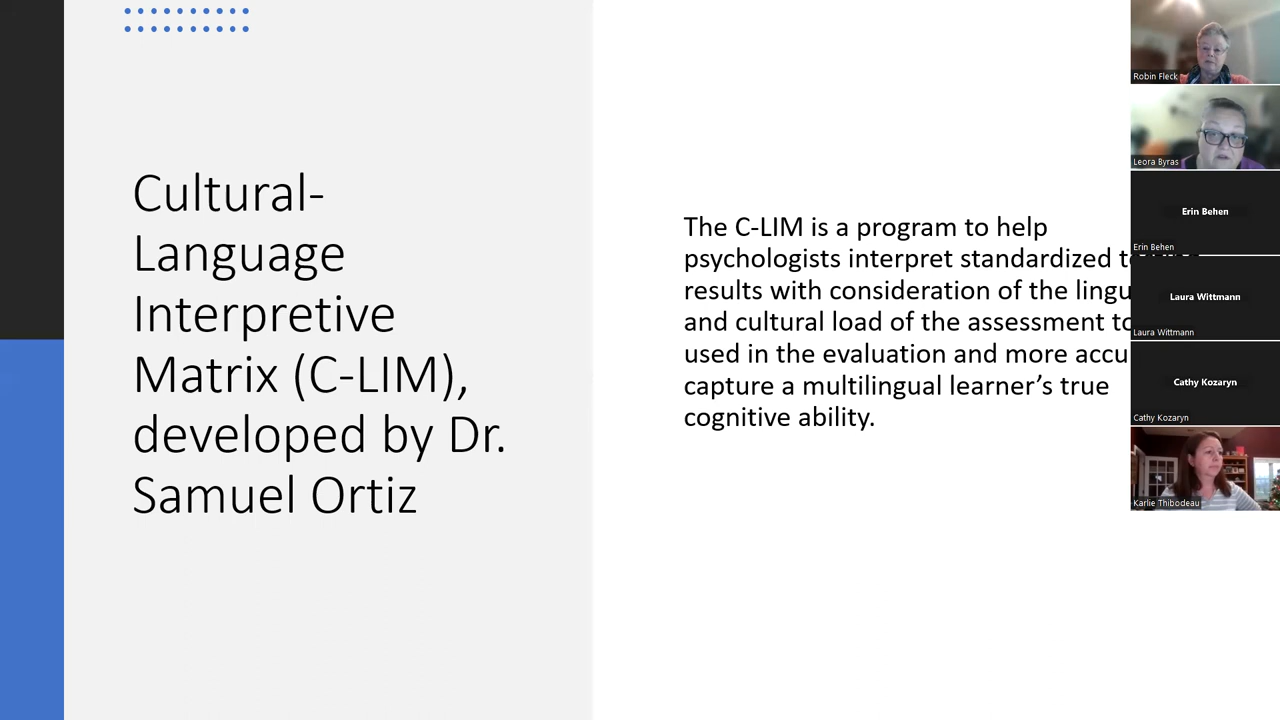 Cultural-
Language
Interpretive
Matrix (C-LIM),
developed by Dr.
Samuel Ortiz
The C-LIM is a program to help
psychologists interpret standardized
results with consideration of the
and cultural load of the assessment
used in the evaluation and more
capture a multilingual learner’s true
cognitive ability.
Robin Fleck
Leora Byras
Erin Behen
Erin Behen
Laura Wittmann
Laura Wittmann
Cathy Kozaryn
Cathy Kozaryn
Karlie Thibodeau